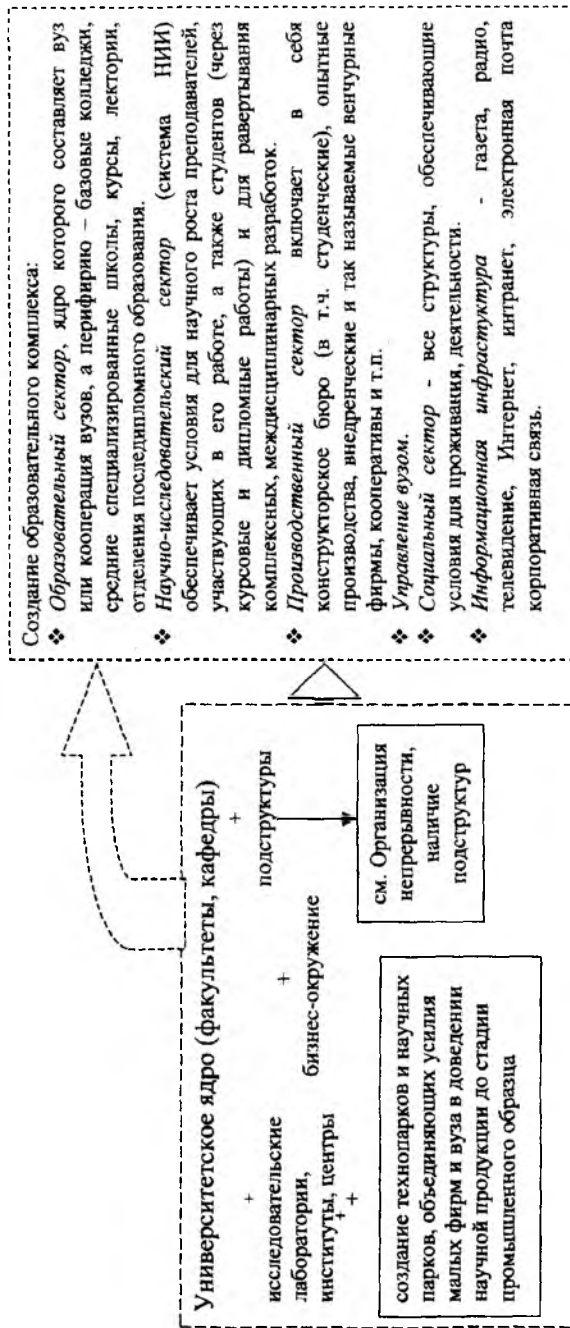 Создание образовательного комплекса:
❖ Образовательный сектор, ядро которого составляет вуз
или кооперация вузов, а перифирию – базовые колледжи,
средние специализированные школы, курсы, лектории,
отделения последипломного образования.
❖ Научно-исследовательский сектор (система НИИ)
обеспечивает условия для научного роста преподавателей,
участвующих в его работе, а также студентов (через
курсовые и дипломные работы) и для равертывания
комплексных, междисциплинарных разработок.
❖ Производственный сектор включает в себя
конструкторское бюро (в т.ч. студенческие), опытные
производства, внедренческие и так называемые венчурные
фирмы, кооперативы и т.п.
❖ Управление вузом.
❖ Социальный сектор - все структуры, обеспечивающие
условия для проживания, деятельности.
❖ Информационная инфрастуктура - газета, радио,
телевидение, Интернет, интранет, электронная почта
корпоративная связь.
Университетское ядро (факультеты, кафедры)
+
исследовательские
лаборатории,
институты, центры
+
+
+
бизнес-окружение
+
подструктуры
создание технопарков и научных
парков, объединяющих усилия
малых фирм и вуза в доведении
научной продукции до стадии
промышленного образца
см. Организация
непрерывности,
наличие
подструктур